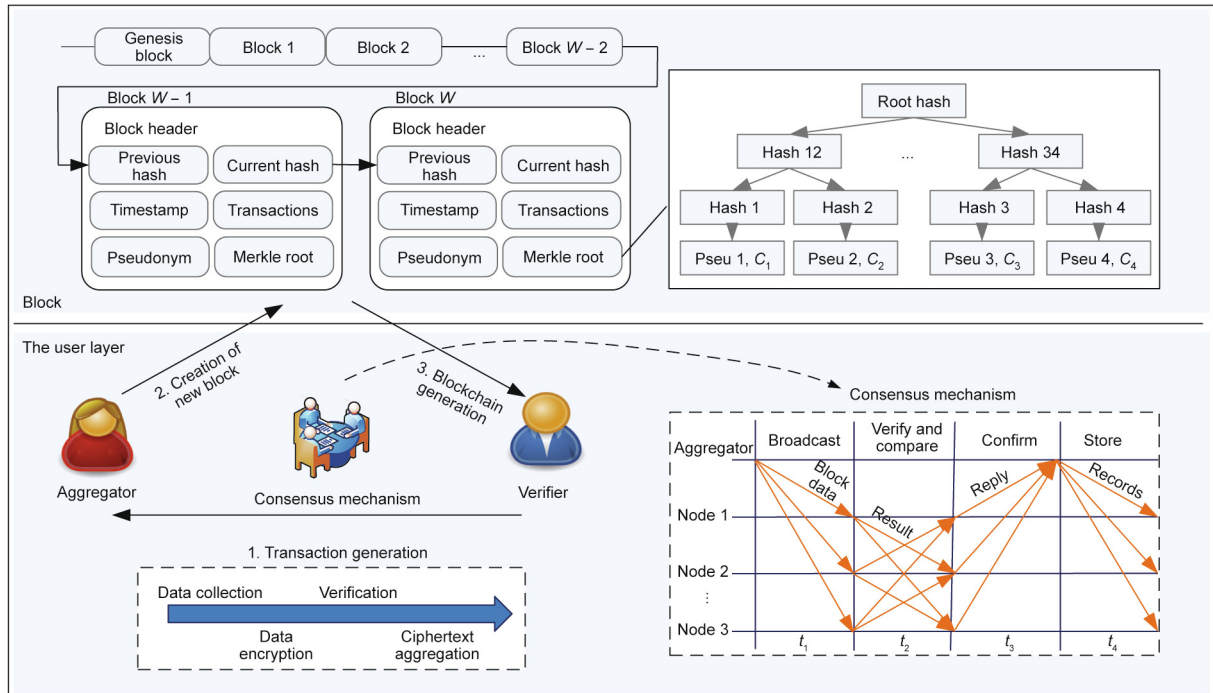 Genesis
block
Block 1
Block 2
...
Block W − 2
Block W − 1
Block header
Previous
hash
Current hash
Timestamp
Transactions
Pseudonym
Merkle root
Block W
Block header
Previous
hash
Current hash
Timestamp
Transactions
Pseudonym
Merkle root
Root hash
Hash 12
...
Hash 34
Hash 1
Hash 2
Hash 3
Hash 4
Pseu 1, C₁
Pseu 2, C₂
Pseu 3, C₃
Pseu 4, C₄
Block
The user layer
2. Creation of
new block
3. Blockchain
generation
Aggregator
Consensus mechanism
Verifier
1. Transaction generation
Data collection
Verification
Data
encryption
Ciphertext
aggregation
Consensus mechanism
Aggregator
Broadcast
Verify and
compare
Confirm
Store
Block
data
Result
Reply
Records
Node 1
Node 2
⋮
Node 3
t₁
t₂
t₃
t₄